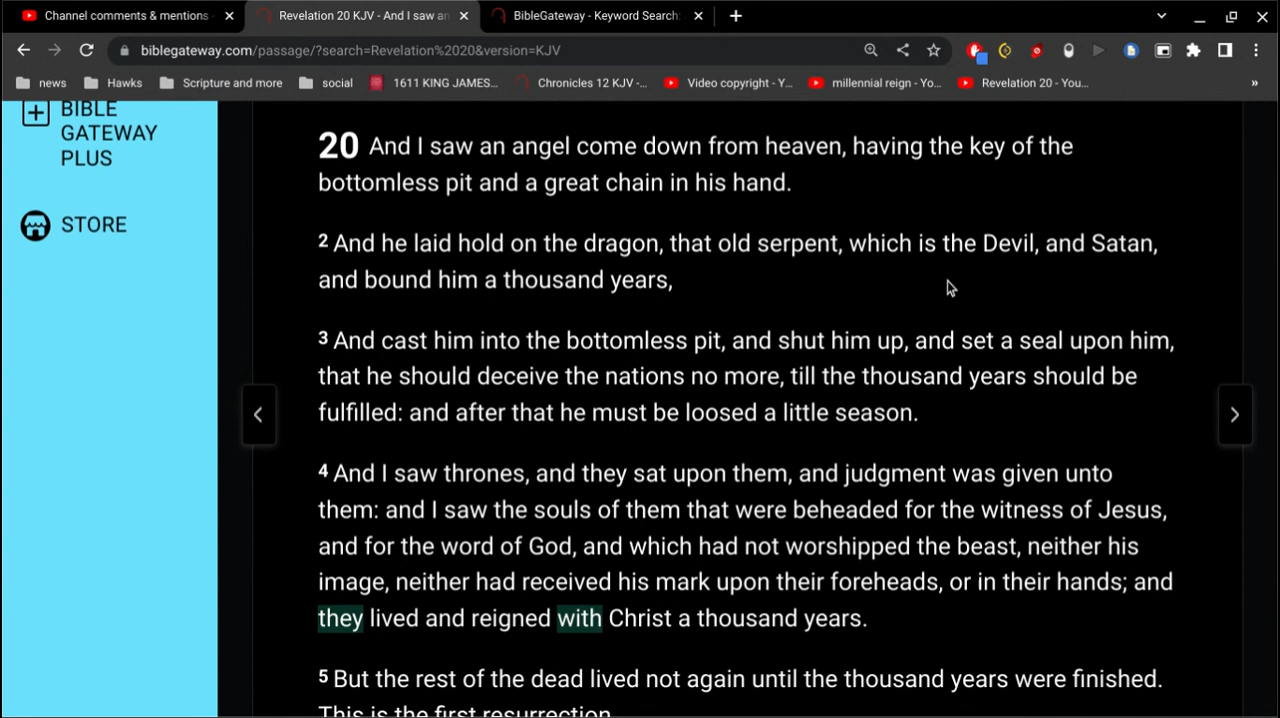 Channel comments & mentions -
Revelation 20 KJV - And I saw an
BibleGateway - Keyword Search:
biblegateway.com/passage/?search=Revelation%2020&version=KJV
news
Hawks
Scripture and more
social
1611 KING JAMES...
Chronicles 12 KJV -...
Video copyright - Y...
millennial reign - Yo...
Revelation 20 - You...
»
BIBLE
GATEWAY
PLUS
STORE
20 And I saw an angel come down from heaven, having the key of the
bottomless pit and a great chain in his hand.
2 And he laid hold on the dragon, that old serpent, which is the Devil, and Satan,
and bound him a thousand years,
3 And cast him into the bottomless pit, and shut him up, and set a seal upon him,
that he should deceive the nations no more, till the thousand years should be
fulfilled: and after that he must be loosed a little season.
4 And I saw thrones, and they sat upon them, and judgment was given unto
them: and I saw the souls of them that were beheaded for the witness of Jesus,
and for the word of God, and which had not worshipped the beast, neither his
image, neither had received his mark upon their foreheads, or in their hands; and
they lived and reigned with Christ a thousand years.
5 But the rest of the dead lived not again until the thousand years were finished.
This is the first resurrection